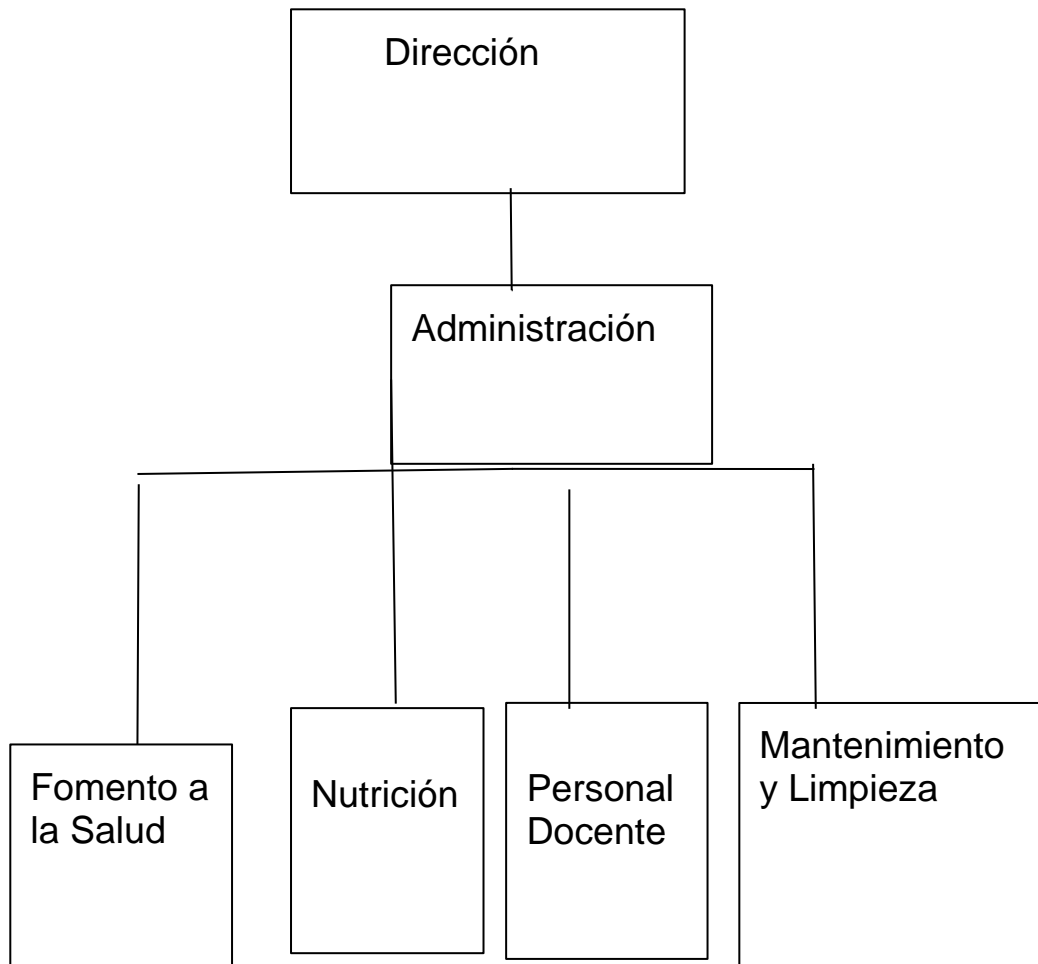 Dirección
Administración
Fomento a
la Salud
Nutrición
Personal
Docente
Mantenimiento
y Limpieza